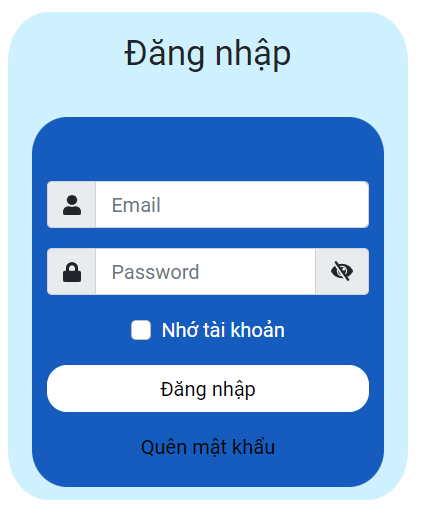 Đăng nhập
Email
Password
Nhớ tài khoản
Đăng nhập
Quên mật khẩu